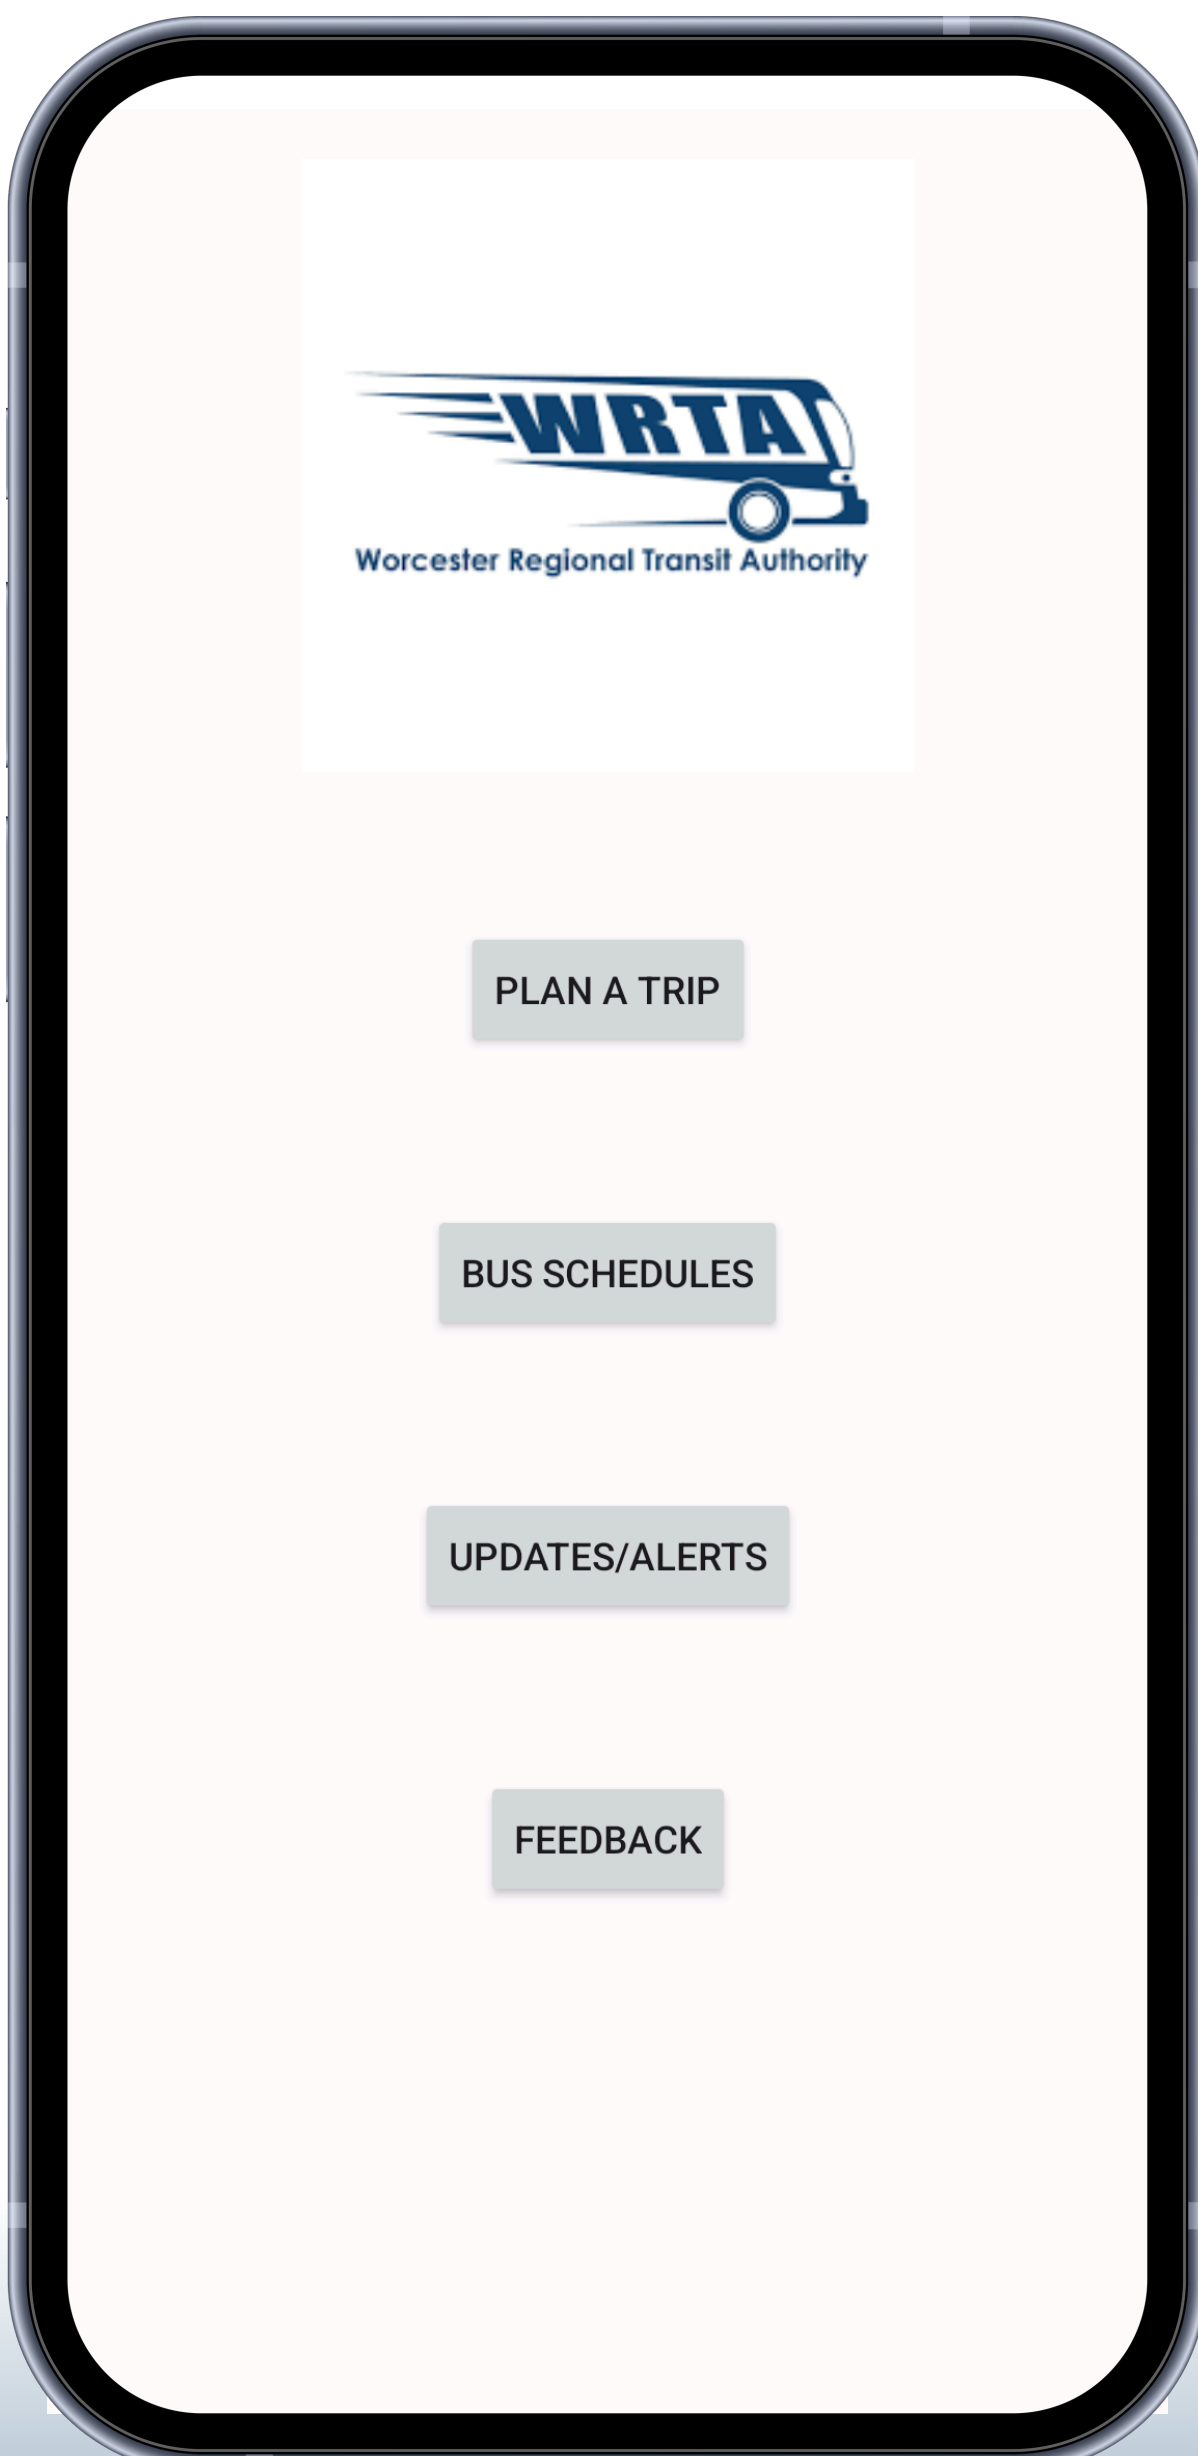 WRTA
Worcester Regional Transit Authority
PLAN A TRIP
BUS SCHEDULES
UPDATES/ALERTS
FEEDBACK